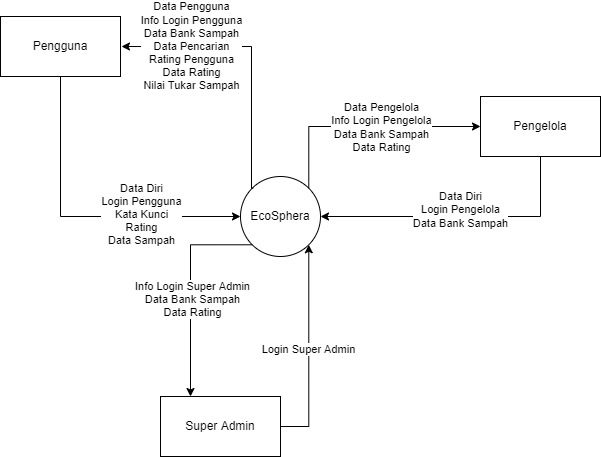 Data Pengguna
Info Login Pengguna
Data Bank Sampah
Data Pencarian
Rating Pengguna
Data Rating
Nilai Tukar Sampah
Pengguna
Data Pengelola
Info Login Pengelola
Data Bank Sampah
Data Rating
Pengelola
Data Diri
Login Pengguna
Kata Kunci
Rating
Data Sampah
EcoSphera
Data Diri
Login Pengelola
Data Bank Sampah
Info Login Super Admin
Data Bank Sampah
Data Rating
Login Super Admin
Super Admin